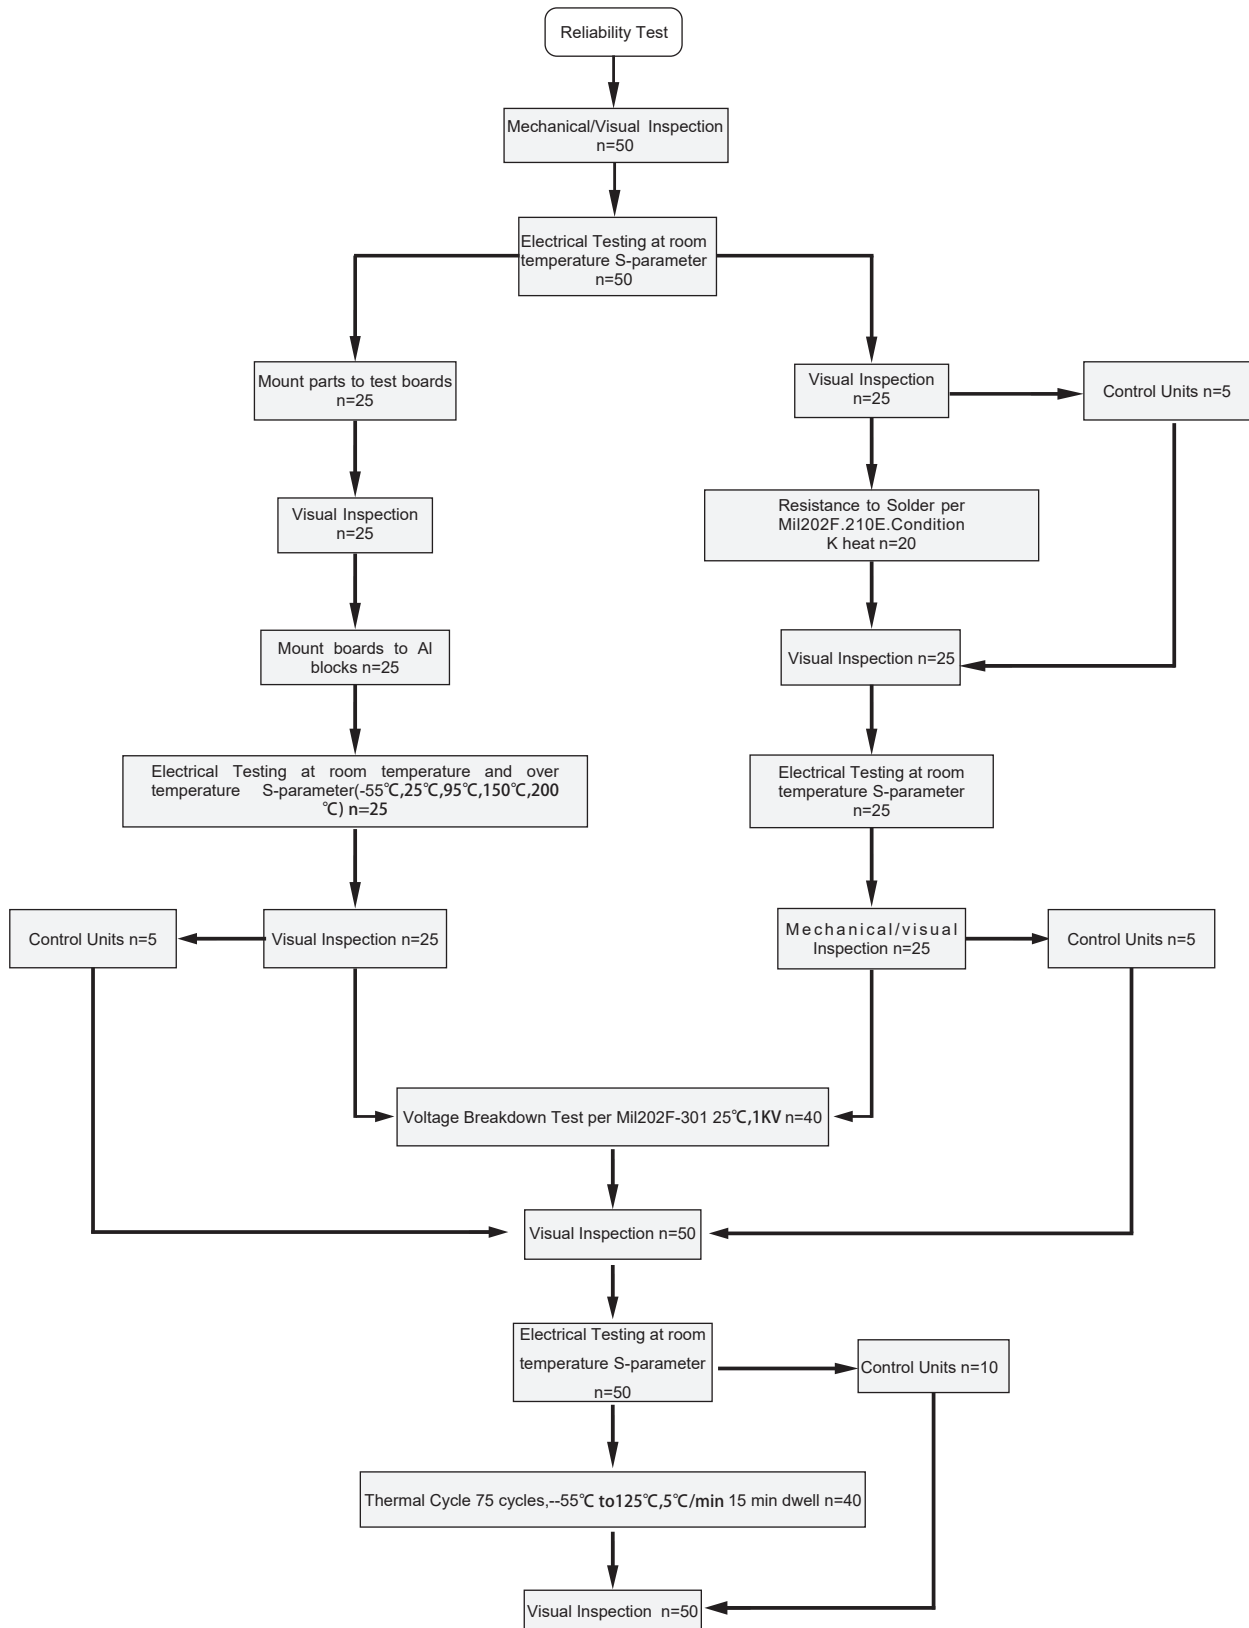 Reliability Test
Mechanical/Visual Inspection
n=50
Electrical Testing at room
temperature S-parameter
n=50
Mount parts to test boards
n=25
Visual Inspection
n=25
Control Units n=5
Visual Inspection
n=25
Resistance to Solder per
Mil202F.210E.Condition
K heat n=20
Mount boards to Al
blocks n=25
Visual Inspection n=25
Electrical Testing at room temperature and over
temperature S-parameter(-55℃,25℃,95℃,150℃,200
℃) n=25
Electrical Testing at room
temperature S-parameter
n=25
Control Units n=5
Visual Inspection n=25
Mechanical/visual
Inspection n=25
Control Units n=5
Voltage Breakdown Test per Mil202F-301 25℃,1KV n=40
Visual Inspection n=50
Electrical Testing at room
temperature S-parameter
n=50
Control Units n=10
Thermal Cycle 75 cycles,--55℃ to125℃,5℃/min 15 min dwell n=40
Visual Inspection n=50